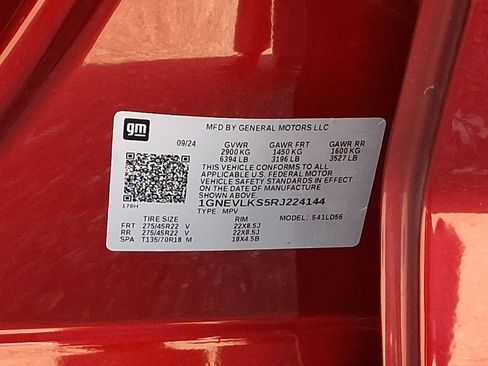 gm
MFD BY GENERAL MOTORS LLC
09/24 GVWR GAWR FRT GAWR RR
2900 KG 1450 KG 1600 KG
6394 LB 3196 LB 3527 LB
THIS VEHICLE CONFORMS TO ALL
APPLICABLE U.S. FEDERAL MOTOR
VEHICLE SAFETY STANDARDS IN EFFECT
ON THE DATE OF MANUFACTURE
SHOWN ABOVE
1GNEVLKS5RJ224144
176H TYPE: MPV MODEL: 541LD56
TIRE SIZE RIM
FRT 275/45R22 V 22X8.5J
RR 275/45R22 V 22X8.5J
SPA T135/70R18 M 18X4.5B